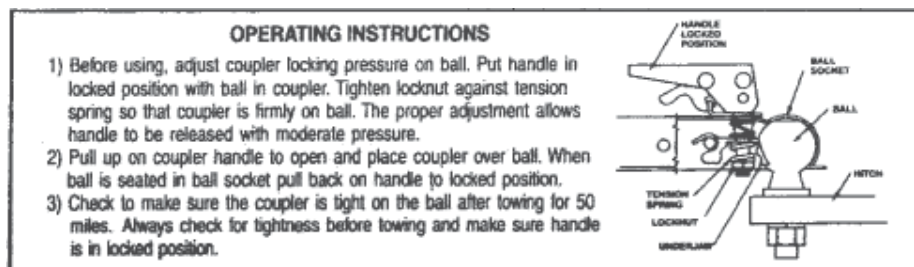 OPERATING INSTRUCTIONS
1) Before using, adjust coupler locking pressure on ball. Put handle in
locked position with ball in coupler. Tighten locknut against tension
spring so that coupler is firmly on ball. The proper adjustment allows
handle to be released with moderate pressure.
2) Pull up on coupler handle to open and place coupler over ball. When
ball is seated in ball socket pull back on handle to locked position.
3) Check to make sure the coupler is tight on the ball after towing for 50
miles. Always check for tightness before towing and make sure handle
is in locked position.
HANDLE
LOCKED
POSITION
BALL
SOCKET
BALL
HITCH
TENSION
SPRING
LOCKNUT
UNDERJAW